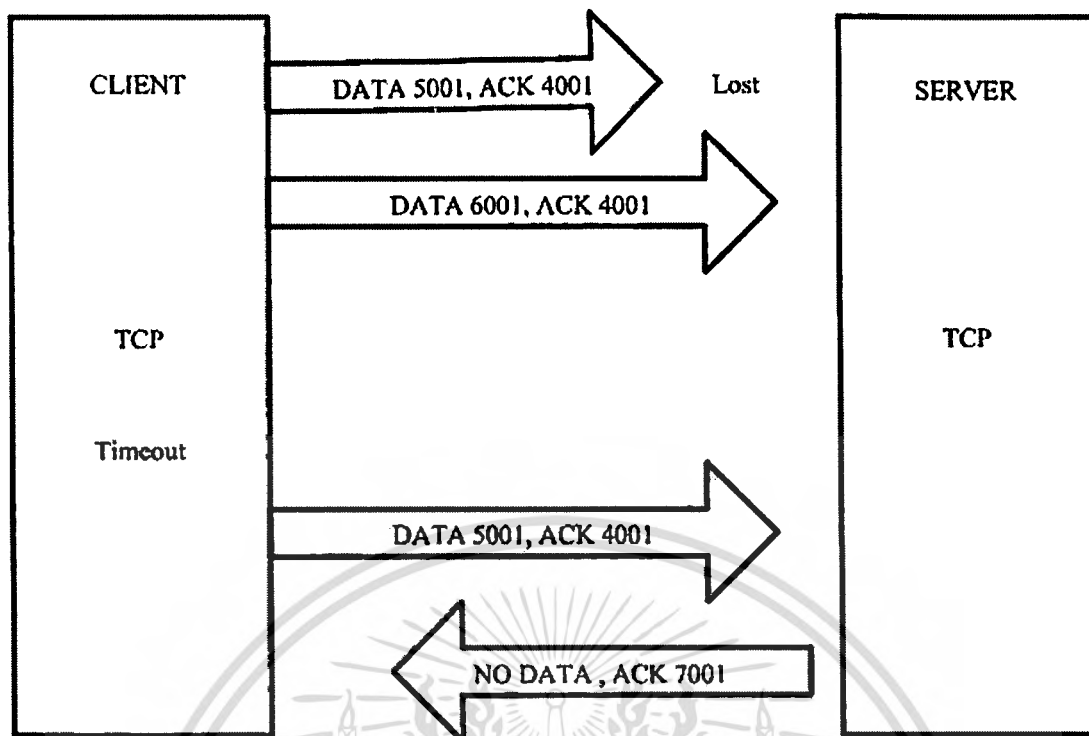 CLIENT
DATA 5001, ACK 4001
Lost
SERVER
DATA 6001, ACK 4001
TCP
TCP
Timeout
DATA 5001, ACK 4001
NO DATA , ACK 7001